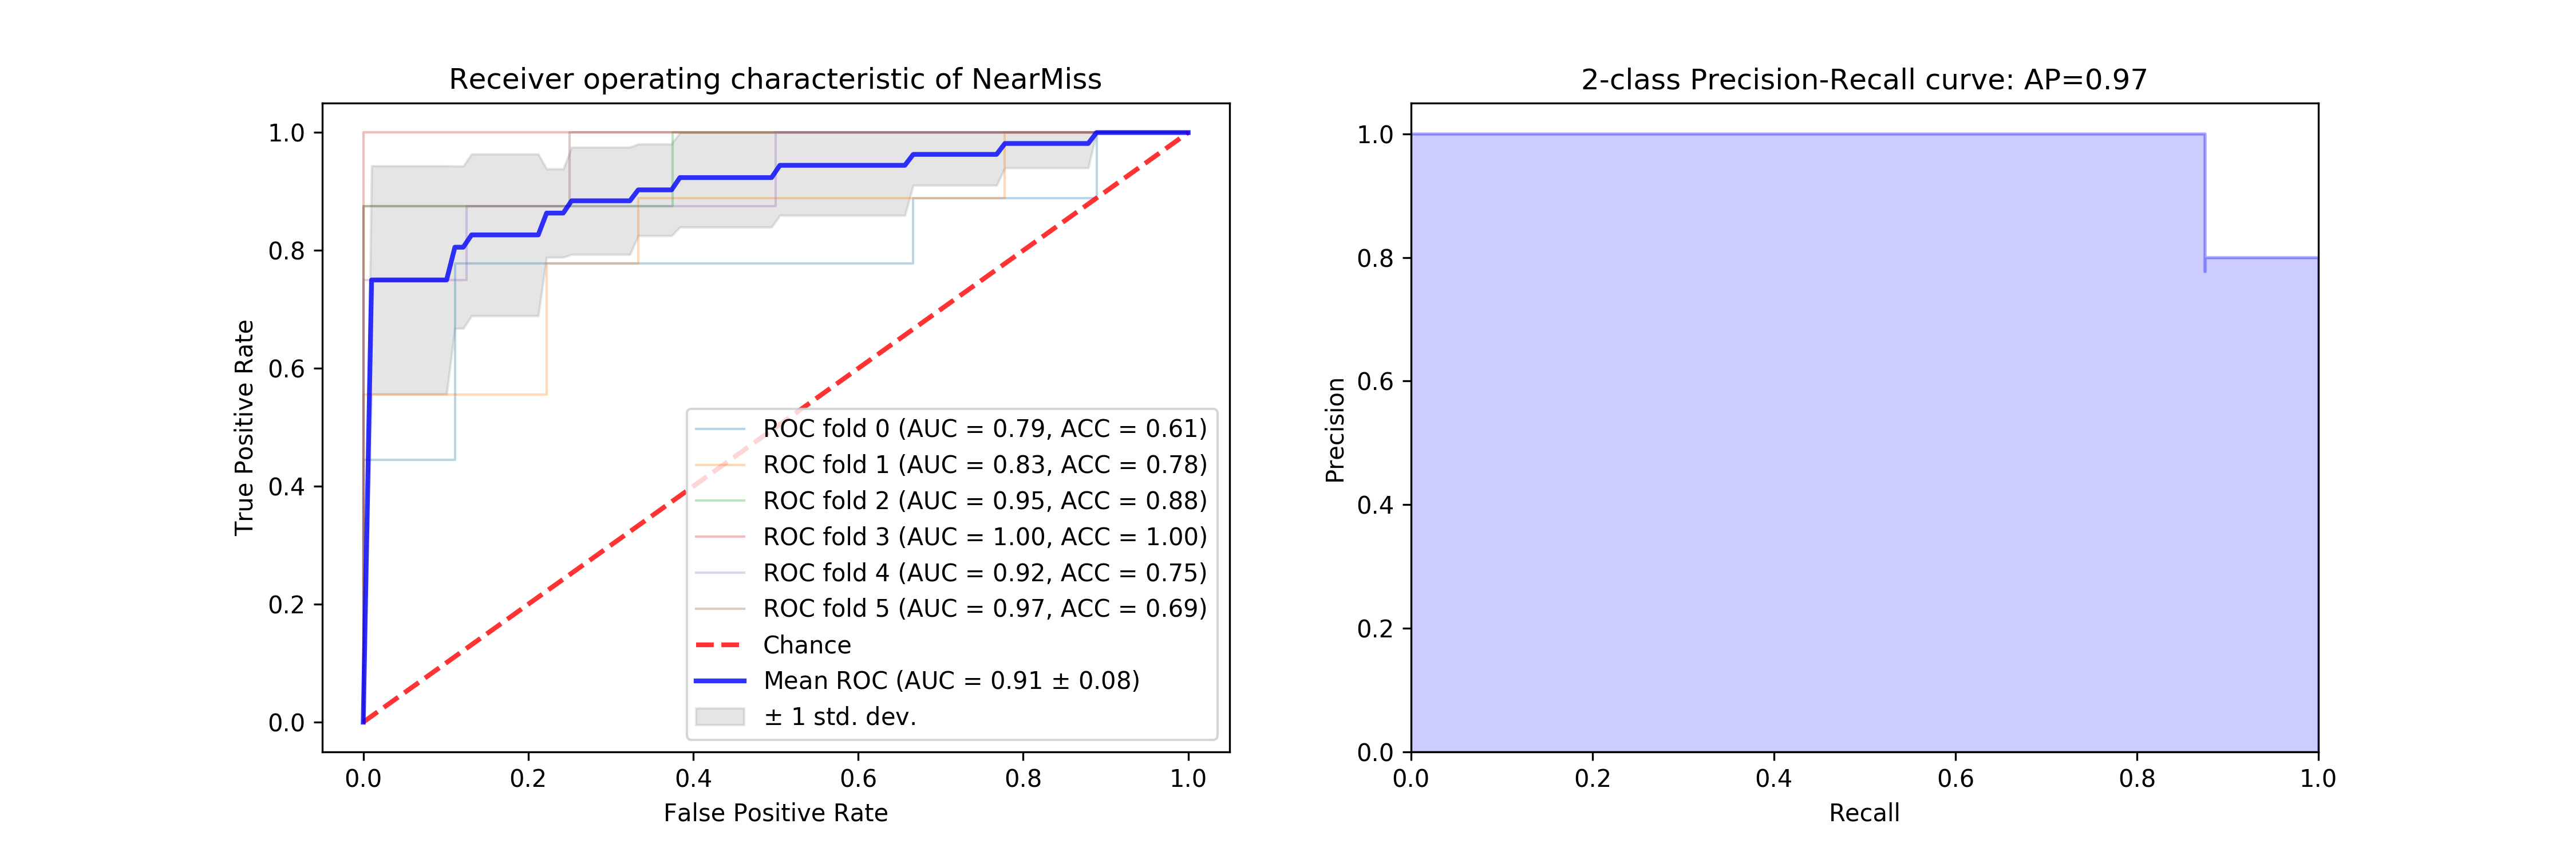 Receiver operating characteristic of NearMiss
True Positive Rate
1.0
0.8
0.6
0.4
0.2
0.0
ROC fold 0 (AUC = 0.79, ACC = 0.61)
ROC fold 1 (AUC = 0.83, ACC = 0.78)
ROC fold 2 (AUC = 0.95, ACC = 0.88)
ROC fold 3 (AUC = 1.00, ACC = 1.00)
ROC fold 4 (AUC = 0.92, ACC = 0.75)
ROC fold 5 (AUC = 0.97, ACC = 0.69)
Chance
Mean ROC (AUC = 0.91 ± 0.08)
± 1 std. dev.
0.0 0.2 0.4 0.6 0.8 1.0
False Positive Rate
2-class Precision-Recall curve: AP=0.97
Precision
1.0
0.8
0.6
0.4
0.2
0.0
0.0 0.2 0.4 0.6 0.8 1.0
Recall